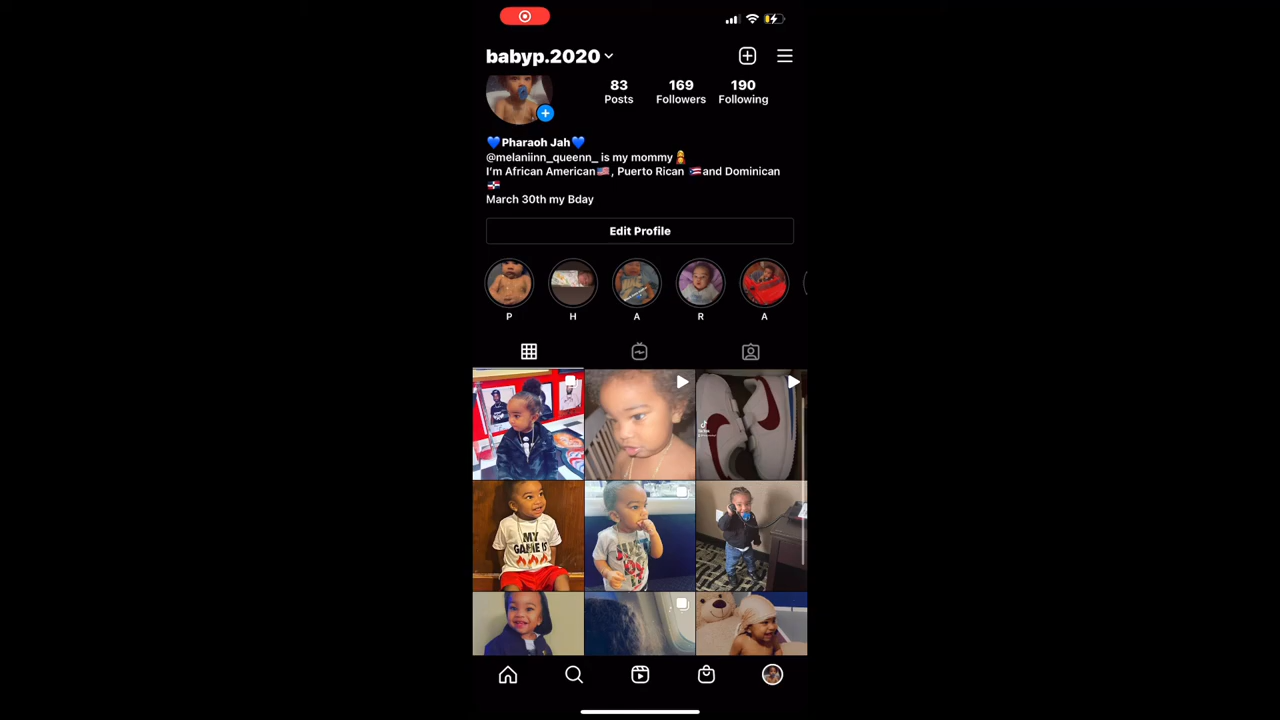 babyp.2020
83
169
190
Posts
Followers
Following
💙Pharaoh Jah💙
@melaniinn_queenn_ is my mommy🤱
I'm African American🇺🇸, Puerto Rican 🇵🇷and Dominican
🇩🇴
March 30th my Bday
Edit Profile
P
H
A
R
A
MY
GAME IS